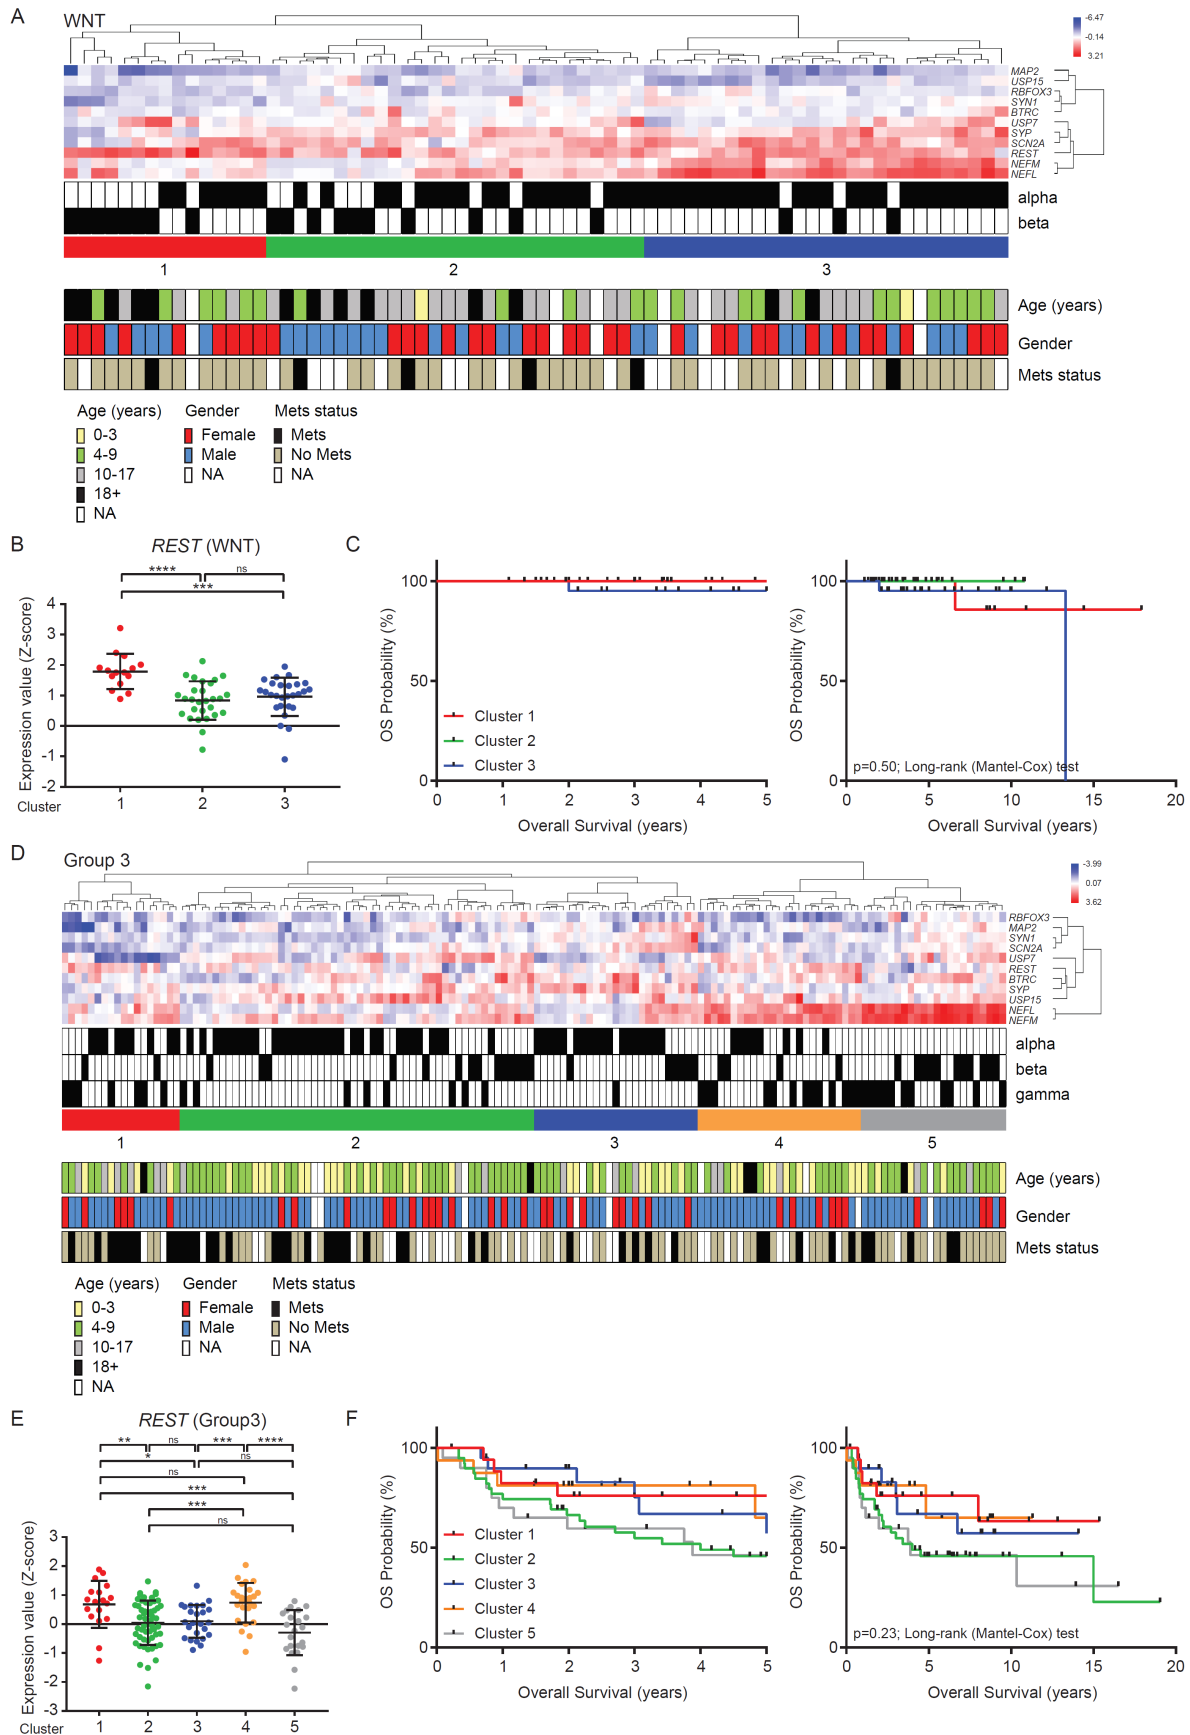 A
WNT
-6.47
-0.14
3.21
MAP2
USP15
RBFOX3
SYN1
BTRC
USP7
SYP
SCN2A
REST
NEFM
NEFL
alpha
beta
1 2 3
Age (years)
Gender
Mets status
Age (years) Gender Mets status
0-3 Female Mets
4-9 Male No Mets
10-17 NA NA
18+
NA
B
REST (WNT)
**** ns
***
Expression value (Z-score)
4
3
2
1
0
-1
-2
Cluster 1 2 3
C
OS Probability (%)
100
50
0
Cluster 1
Cluster 2
Cluster 3
0 1 2 3 4 5
Overall Survival (years)
OS Probability (%)
100
50
0
p=0.50; Long-rank (Mantel-Cox) test
0 5 10 15 20
Overall Survival (years)
D
Group 3
-3.99
0.07
3.62
RBFOX3
MAP2
SYN1
SCN2A
USP7
REST
BTRC
SYP
USP15
NEFL
NEFM
alpha
beta
gamma
1 2 3 4 5
Age (years)
Gender
Mets status
Age (years) Gender Mets status
0-3 Female Mets
4-9 Male No Mets
10-17 NA NA
18+
NA
E
REST (Group3)
** ns *** ****
* ns
ns
***
***
ns
Expression value (Z-score)
3
2
1
0
-1
-2
-3
Cluster 1 2 3 4 5
F
OS Probability (%)
100
50
0
Cluster 1
Cluster 2
Cluster 3
Cluster 4
Cluster 5
0 1 2 3 4 5
Overall Survival (years)
OS Probability (%)
100
50
0
p=0.23; Long-rank (Mantel-Cox) test
0 5 10 15 20
Overall Survival (years)